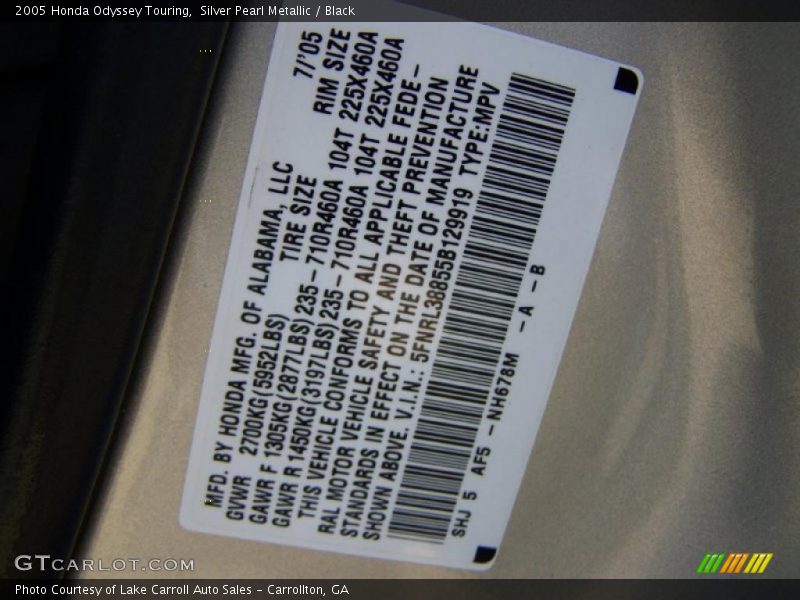 2005 Honda Odyssey Touring, Silver Pearl Metallic / Black
MFD. BY HONDA MFG. OF ALABAMA, LLC 7/'05
GVWR 2700KG(5952LBS) TIRE SIZE RIM SIZE
GAWR F 1305KG(2877LBS) 235-710R460A 104T 225X460A
GAWR R 1450KG(3197LBS) 235-710R460A 104T 225X460A
THIS VEHICLE CONFORMS TO ALL APPLICABLE FEDE-
RAL MOTOR VEHICLE SAFETY AND THEFT PREVENTION
STANDARDS IN EFFECT ON THE DATE OF MANUFACTURE
SHOWN ABOVE. V.I.N.: 5FNRL38855B129919 TYPE:MPV
SHJ 5 AF5 -NH678M -A -B
GTCARLOT.COM
Photo Courtesy of Lake Carroll Auto Sales - Carrollton, GA